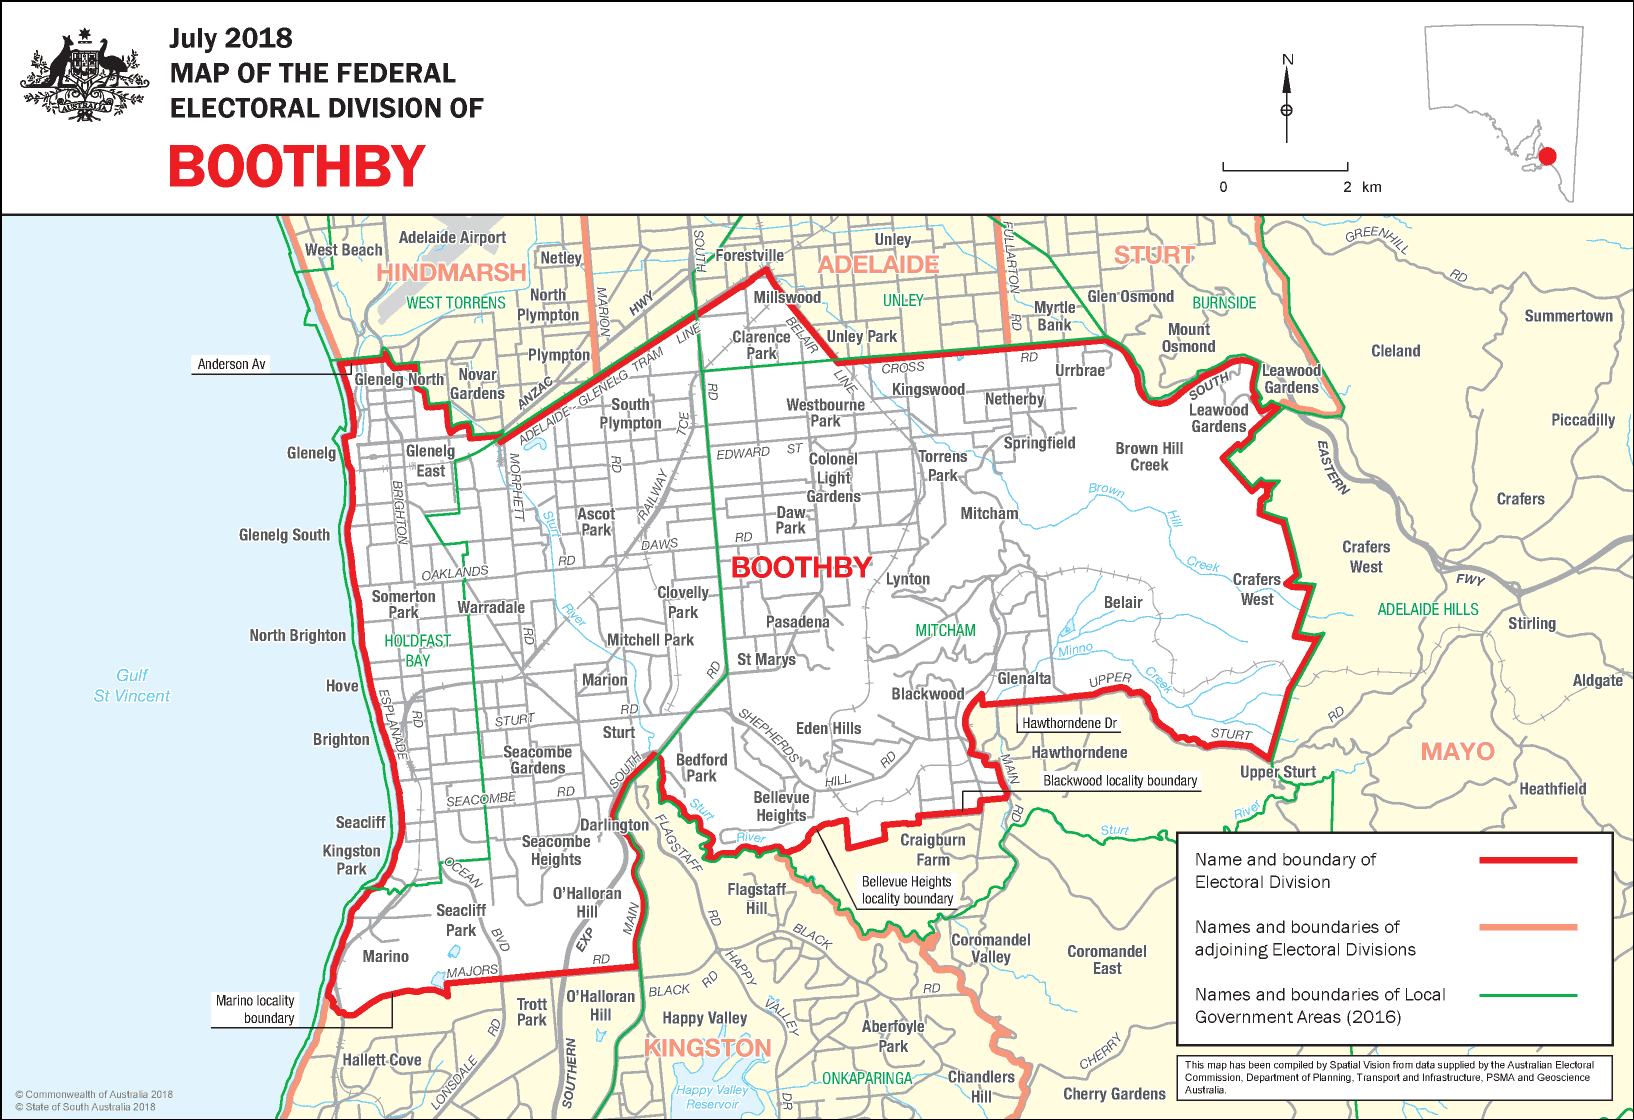 July 2018
MAP OF THE FEDERAL
ELECTORAL DIVISION OF
BOOTHBY
AUSTRALIA
N
0 2 km
West Beach
Adelaide Airport
HINDMARSH
WEST TORRENS
Netley
North
Plympton
MARION
RD
ANZAC
HWY
SOUTH
Forestville
Unley
ADELAIDE
UNLEY
FULLARTON
RD
STURT
Glen Osmond
BURNSIDE
GREENHILL
RD
Myrtle
Bank
Mount
Osmond
Summertown
Cleland
Millswood
Clarence
Park
BELAIR
LINE
Unley Park
Plympton
ADELAIDE - GLENELG TRAM LINE
Anderson Av
Glenelg North
Novar
Gardens
CROSS
RD
Urrbrae
Kingswood
Netherby
SOUTH
Leawood
Gardens
Leawood
Gardens
EASTERN
FWY
Piccadilly
South
Plympton
TCE
RD
Westbourne
Park
Springfield
Brown Hill
Creek
Glenelg
Glenelg
East
MORPHETT
RD
RAILWAY
EDWARD ST
Colonel
Light
Gardens
Torrens
Park
Crafers
BRIGHTON
RD
Glenelg South
Sturt
River
Ascot
Park
Daw
Park
Mitcham
Brown
Hill
Creek
Crafers
West
DAWS
RD
BOOTHBY
OAKLANDS
RD
Lynton
Crafers
West
Somerton
Park
Warradale
Clovelly
Park
Belair
ADELAIDE HILLS
Stirling
Pasadena
MITCHAM
North Brighton
HOLDFAST
BAY
Mitchell Park
RD
Gulf
St Vincent
St Marys
Minno
Creek
Hove
Marion
RD
Blackwood
Glenalta
UPPER
STURT
RD
Aldgate
ESPLANADE
STURT
RD
SHEPHERDS
HILL
RD
Eden Hills
Hawthorndene Dr
Brighton
Sturt
Hawthorndene
MAYO
Seacombe
Gardens
SOUTH
Bedford
Park
MAIN
RD
Blackwood locality boundary
Upper Sturt
Heathfield
SEACOMBE
RD
Bellevue
Heights
Sturt
River
Sturt
River
Seacliff
Darlington
FLAGSTAFF
RD
Kingston
Park
Seacombe
Heights
Craigburn
Farm
OCEAN
BVD
O'Halloran
Hill
Flagstaff
Hill
Bellevue Heights
locality boundary
Seacliff
Park
EXP
MAIN
BLACK
RD
Coromandel
Valley
Coromandel
East
Marino
MAJORS
RD
HAPPY
VALLEY
DR
Marino locality
boundary
Trott
Park
O'Halloran
Hill
BLACK
RD
Happy Valley
Aberfoyle
Park
KINGSTON
Hallett Cove
LONSDALE
RD
SOUTHERN
Happy Valley
Reservoir
ONKAPARINGA
Chandlers
Hill
CHERRY
Cherry Gardens
Name and boundary of
Electoral Division
Names and boundaries of
adjoining Electoral Divisions
Names and boundaries of Local
Government Areas (2016)
This map has been compiled by Spatial Vision from data supplied by the Australian Electoral
Commission, Department of Planning, Transport and Infrastructure, PSMA and Geoscience
Australia.
© Commonwealth of Australia 2018
© State of South Australia 2018